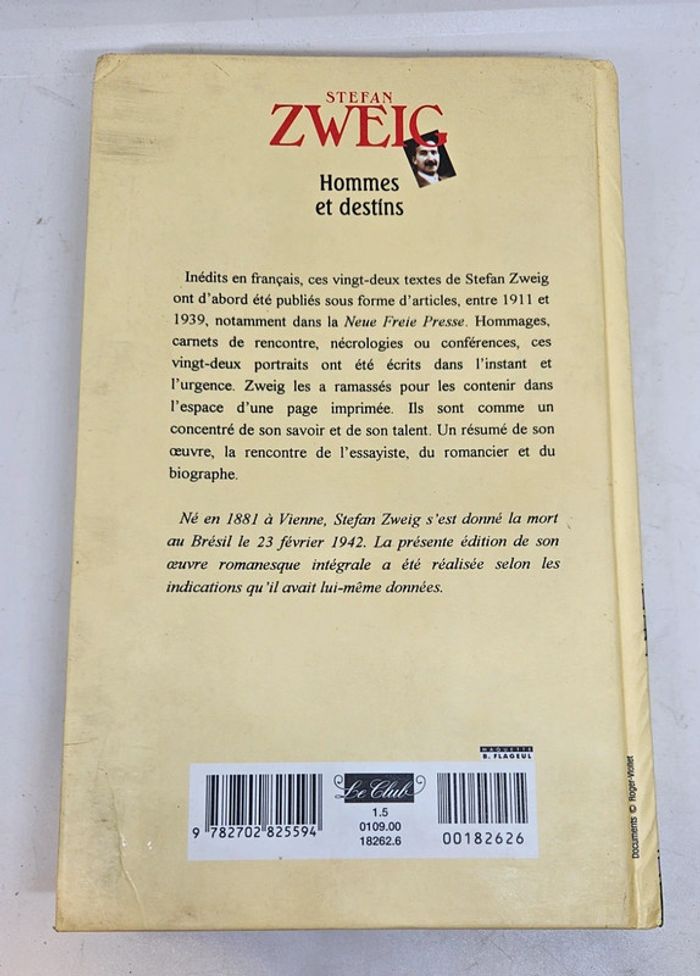 STEFAN
ZWEIG
Hommes
et destins
Inédits en français, ces vingt-deux textes de Stefan Zweig
ont d'abord été publiés sous forme d'articles, entre 1911 et
1939, notamment dans la Neue Freie Presse. Hommages,
carnets de rencontre, nécrologies ou conférences, ces
vingt-deux portraits ont été écrits dans l'instant et
l'urgence. Zweig les a ramassés pour les contenir dans
l'espace d'une page imprimée. Ils sont comme un
concentré de son savoir et de son talent. Un résumé de son
œuvre, la rencontre de l'essayiste, du romancier et du
biographe.
Né en 1881 à Vienne, Stefan Zweig s'est donné la mort
au Brésil le 23 février 1942. La présente édition de son
œuvre romanesque intégrale a été réalisée selon les
indications qu'il avait lui-même données.
MAQUETTE
B. FLAGEUL
Le Club
1.5
0109.00
18262.6
9 782702 825594
00182626
Documents © Roger-Viollet